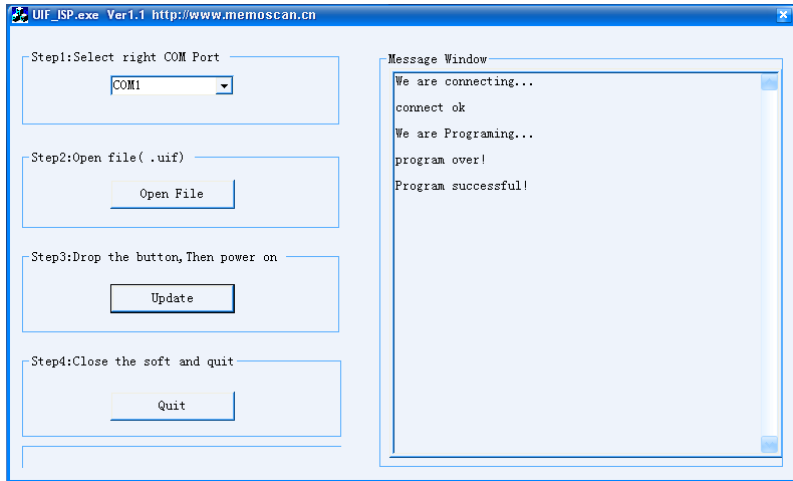 UIF_ISP.exe Ver1.1 http://www.memoscan.cn
Step1:Select right COM Port
COM1
Step2:Open file( .uif)
Open File
Step3:Drop the button,Then power on
Update
Step4:Close the soft and quit
Quit
Message Window
We are connecting...
connect ok
We are Programing...
program over!
Program successful!